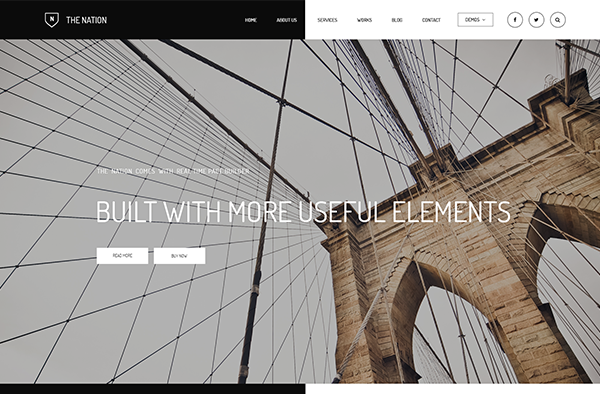 N THE NATION HOME ABOUT US SERVICES WORKS BLOG CONTACT DEMOS
THE NATION COMES WITH REAL TIME PAGE BUILDER
BUILT WITH MORE USEFUL ELEMENTS
READ MORE BUY NOW